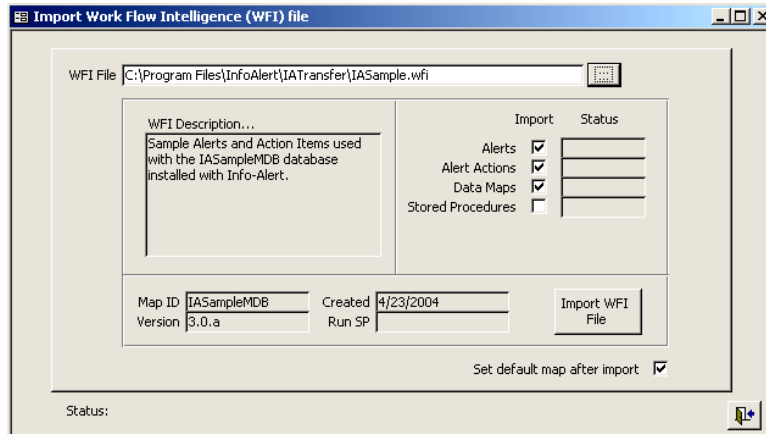 Import Work Flow Intelligence (WFI) file
WFI File C:\Program Files\InfoAlert\IATransfer\IASample.wfi ...
WFI Description...
Sample Alerts and Action Items used
with the IASampleMDB database
installed with Info-Alert.
Import Status
Alerts
Alert Actions
Data Maps
Stored Procedures
Map ID IASampleMDB Created 4/23/2004
Version 3.0.a Run SP
Import WFI
File
Set default map after import
Status: